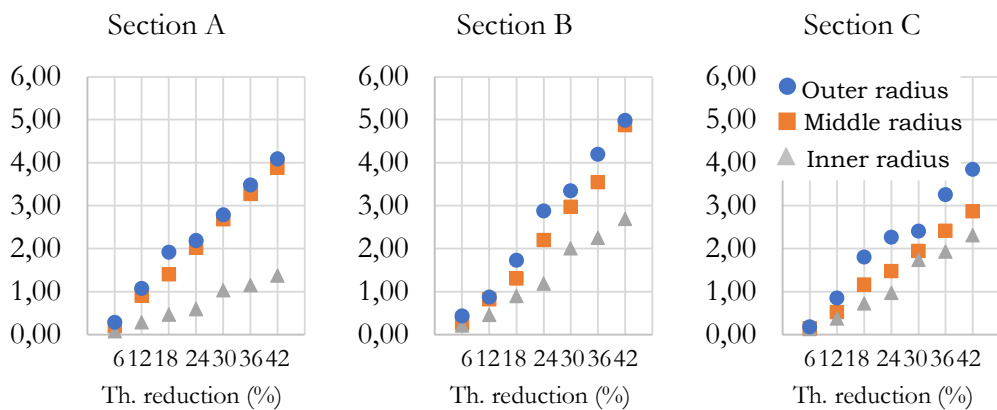 Section A
6,00
5,00
4,00
3,00
2,00
1,00
0,00
6 12 18 24 30 36 42
Th. reduction (%)
Section B
6,00
5,00
4,00
3,00
2,00
1,00
0,00
6 12 18 24 30 36 42
Th. reduction (%)
Section C
6,00
5,00
4,00
3,00
2,00
1,00
0,00
Outer radius
Middle radius
Inner radius
6 12 18 24 30 36 42
Th. reduction (%)